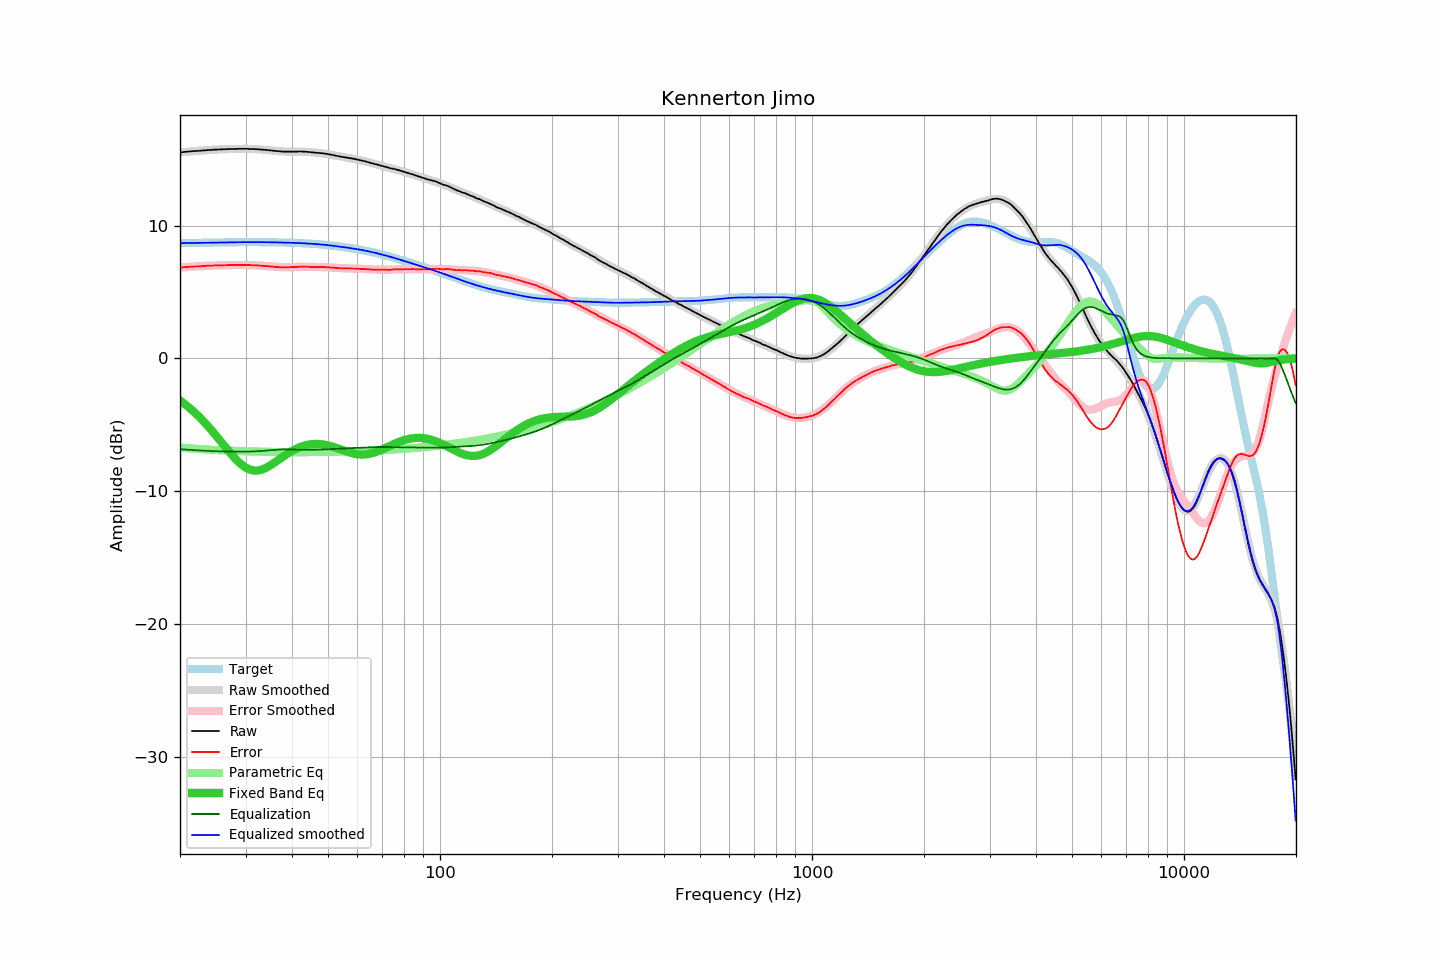 Kennerton Jimo
10
0
−10
−20
−30
Amplitude (dBr)
Target
Raw Smoothed
Error Smoothed
Raw
Error
Parametric Eq
Fixed Band Eq
Equalization
Equalized smoothed
100 1000 10000
Frequency (Hz)